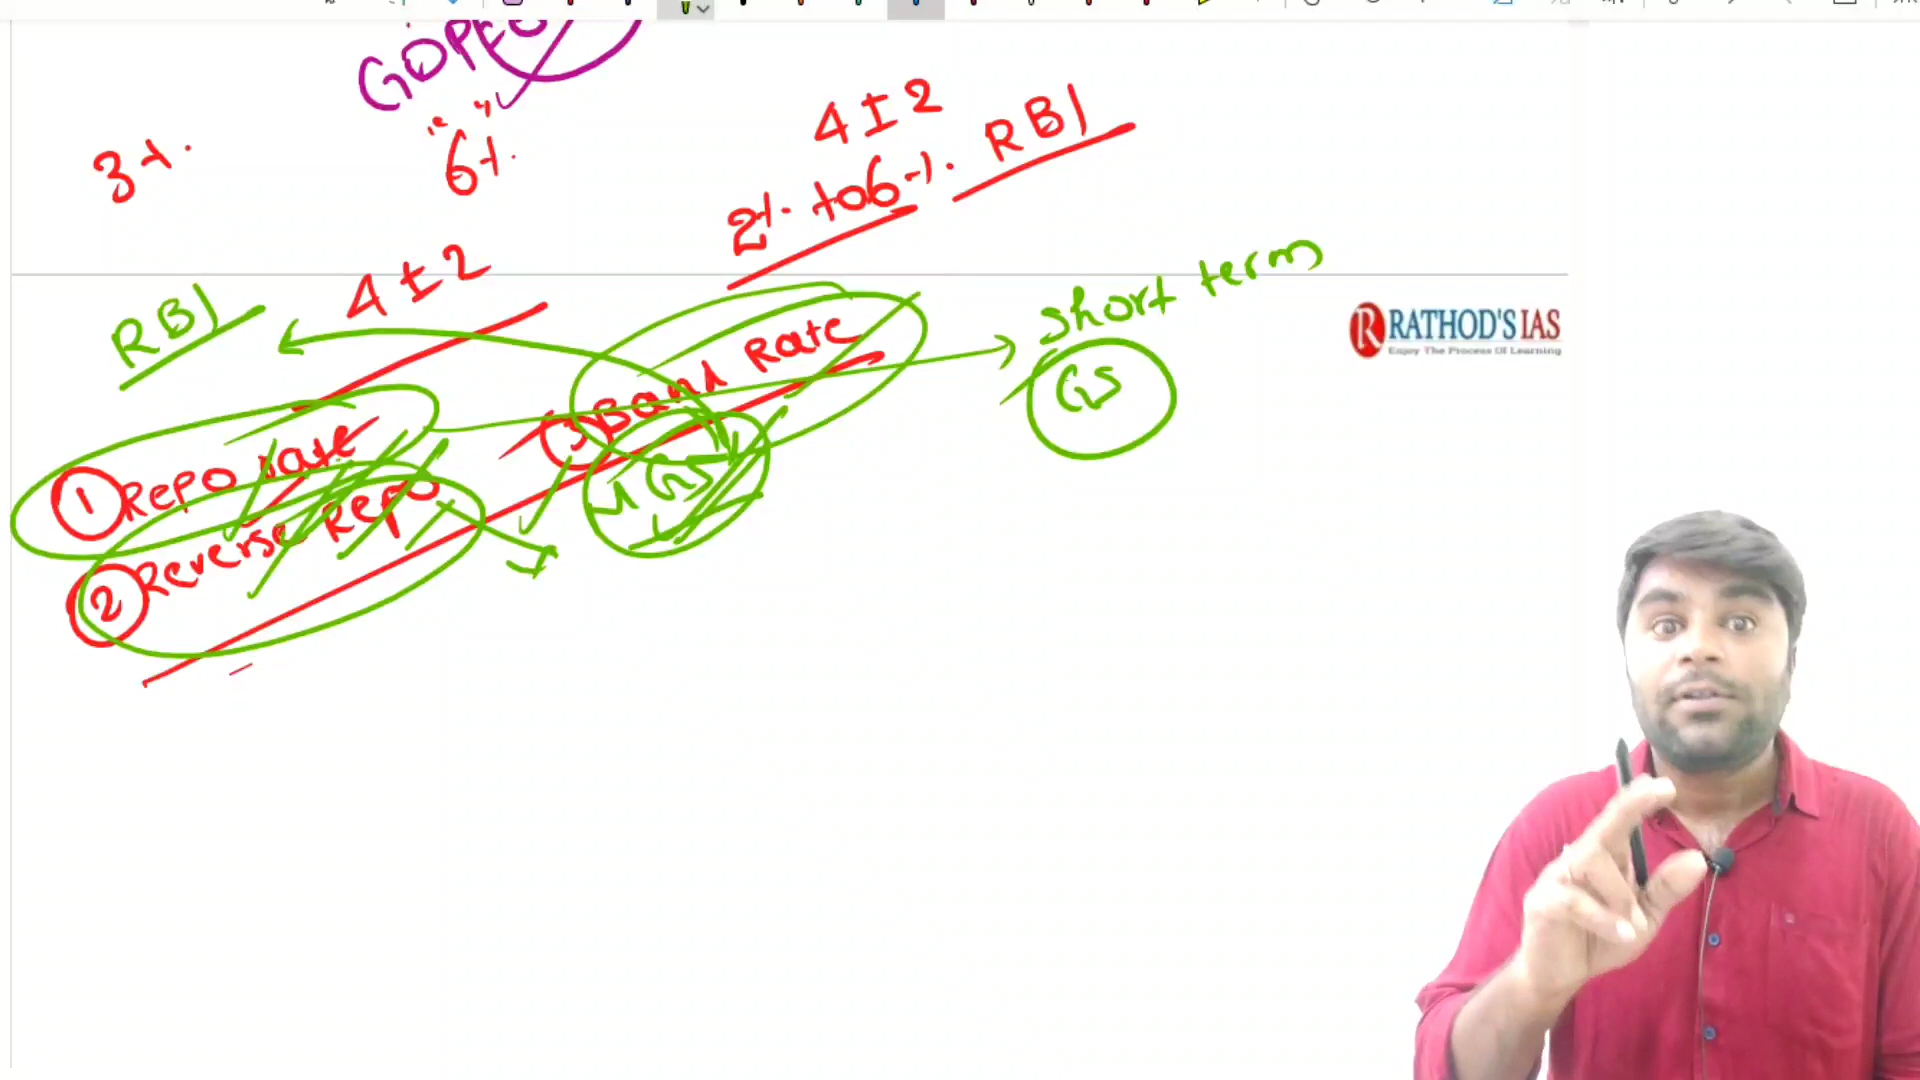 3%.
6%.
4 ± 2
2%. to 6%. RBI
RBI
4 ± 2
Short term
GS
RATHOD'S IAS
Enjoy The Process Of Learning
③ Bank Rate
① Repo rate
② Reverse Repo